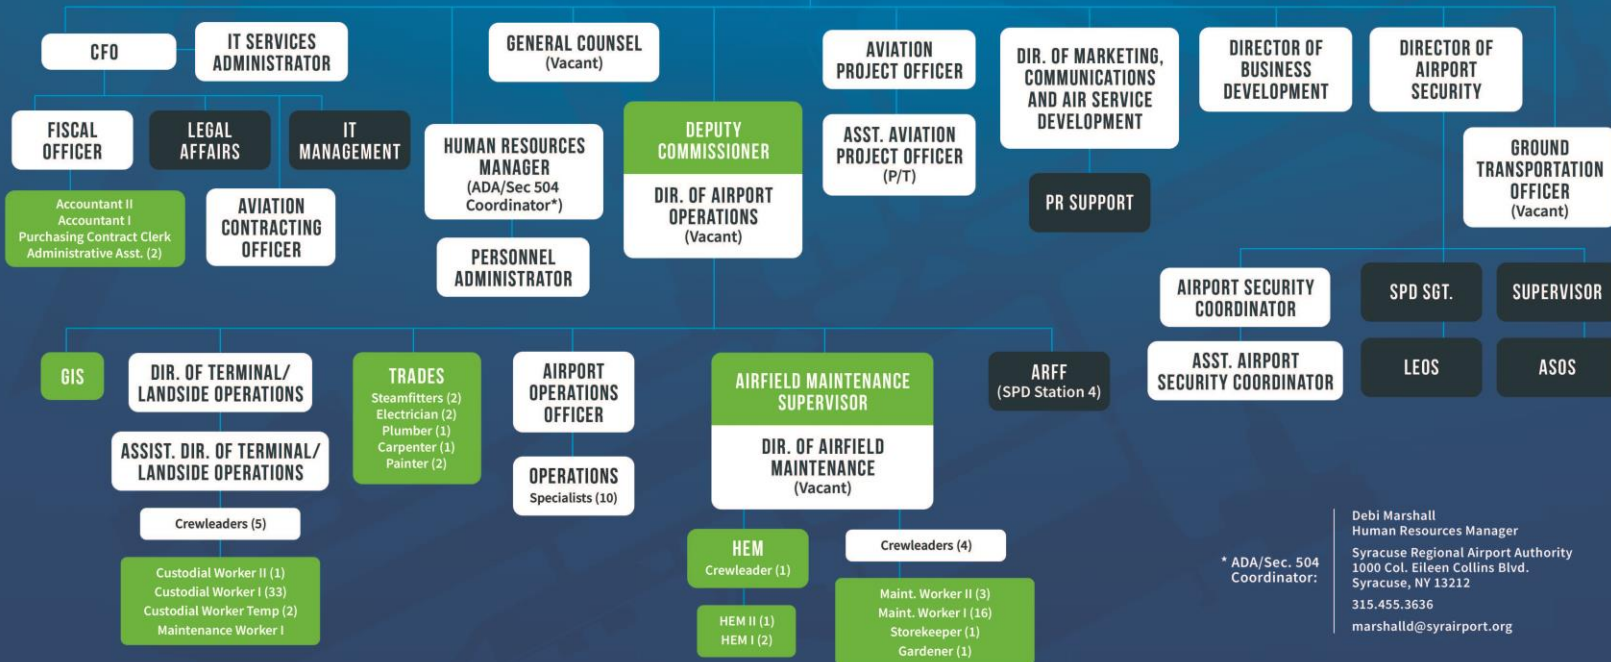 CFO
IT SERVICES
ADMINISTRATOR
GENERAL COUNSEL
(Vacant)
AVIATION
PROJECT OFFICER
DIR. OF MARKETING,
COMMUNICATIONS
AND AIR SERVICE
DEVELOPMENT
DIRECTOR OF
BUSINESS
DEVELOPMENT
DIRECTOR OF
AIRPORT
SECURITY
FISCAL
OFFICER
LEGAL
AFFAIRS
IT
MANAGEMENT
HUMAN RESOURCES
MANAGER
(ADA/Sec 504
Coordinator*)
DEPUTY
COMMISSIONER
DIR. OF AIRPORT
OPERATIONS
(Vacant)
ASST. AVIATION
PROJECT OFFICER
(P/T)
PR SUPPORT
GROUND
TRANSPORTATION
OFFICER
(Vacant)
Accountant II
Accountant I
Purchasing Contract Clerk
Administrative Asst. (2)
AVIATION
CONTRACTING
OFFICER
PERSONNEL
ADMINISTRATOR
AIRPORT SECURITY
COORDINATOR
SPD SGT.
SUPERVISOR
ASST. AIRPORT
SECURITY COORDINATOR
LEOS
ASOS
GIS
DIR. OF TERMINAL/
LANDSIDE OPERATIONS
ASSIST. DIR. OF TERMINAL/
LANDSIDE OPERATIONS
Crewleaders (5)
Custodial Worker II (1)
Custodial Worker I (33)
Custodial Worker Temp (2)
Maintenance Worker I
TRADES
Steamfitters (2)
Electrician (2)
Plumber (1)
Carpenter (1)
Painter (2)
AIRPORT
OPERATIONS
OFFICER
OPERATIONS
Specialists (10)
AIRFIELD MAINTENANCE
SUPERVISOR
DIR. OF AIRFIELD
MAINTENANCE
(Vacant)
HEM
Crewleader (1)
HEM II (1)
HEM I (2)
Crewleaders (4)
Maint. Worker II (3)
Maint. Worker I (16)
Storekeeper (1)
Gardener (1)
ARFF
(SPD Station 4)
* ADA/Sec. 504
Coordinator:
Debi Marshall
Human Resources Manager
Syracuse Regional Airport Authority
1000 Col. Eileen Collins Blvd.
Syracuse, NY 13212
315.455.3636
marshalld@syrairport.org